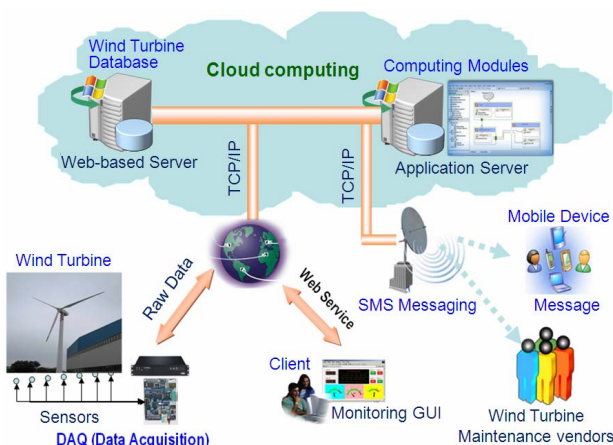 Wind Turbine
Database
Cloud computing
Computing Modules
Web-based Server
TCP/IP
TCP/IP
Application Server
Mobile Device
Wind Turbine
Raw Data
Web Service
SMS Messaging
Message
Client
Sensors
Monitoring GUI
DAQ (Data Acquisition)
Wind Turbine
Maintenance vendors